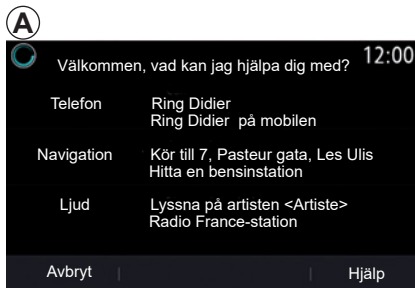 A
12:00
Välkommen, vad kan jag hjälpa dig med?
Telefon Ring Didier
Ring Didier på mobilen
Navigation Kör till 7, Pasteur gata, Les Ulis
Hitta en bensinstation
Ljud Lyssna på artisten <Artiste>
Radio France-station
Avbryt Hjälp